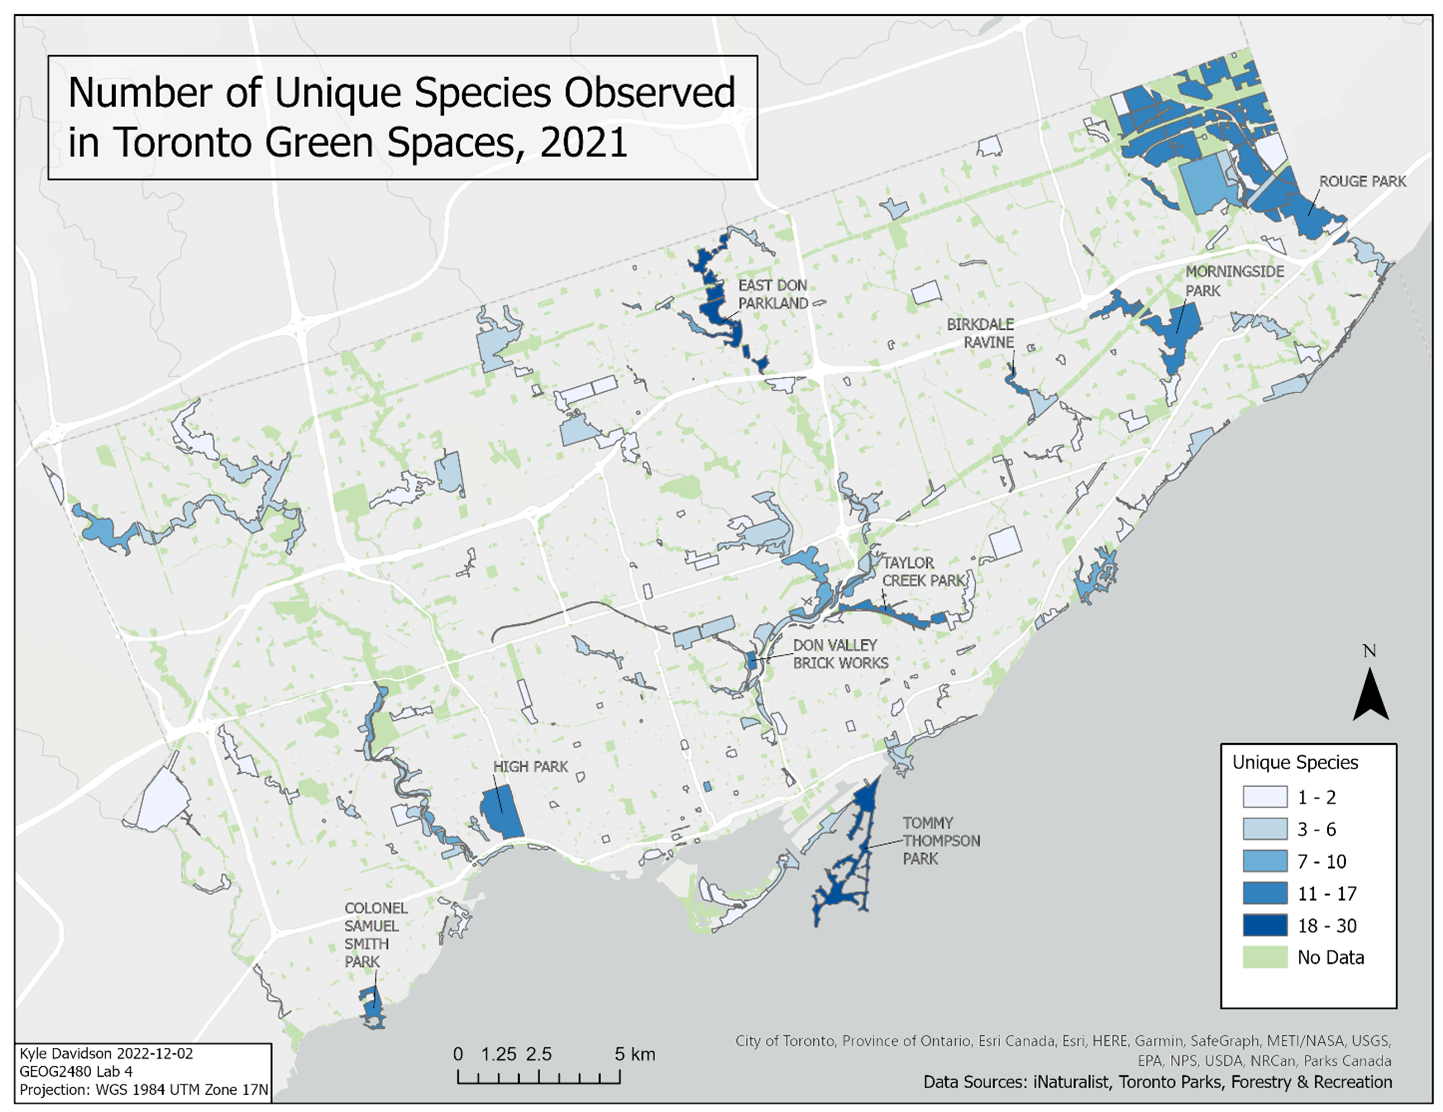 Number of Unique Species Observed
in Toronto Green Spaces, 2021
ROUGE PARK
MORNINGSIDE
PARK
EAST DON
PARKLAND
BIRKDALE
RAVINE
TAYLOR
CREEK PARK
DON VALLEY
BRICK WORKS
HIGH PARK
TOMMY
THOMPSON
PARK
COLONEL
SAMUEL
SMITH
PARK
N
Unique Species
1 - 2
3 - 6
7 - 10
11 - 17
18 - 30
No Data
0 1.25 2.5 5 km
City of Toronto, Province of Ontario, Esri Canada, Esri, HERE, Garmin, SafeGraph, METI/NASA, USGS,
EPA, NPS, USDA, NRCan, Parks Canada
Data Sources: iNaturalist, Toronto Parks, Forestry & Recreation
Kyle Davidson 2022-12-02
GEOG2480 Lab 4
Projection: WGS 1984 UTM Zone 17N